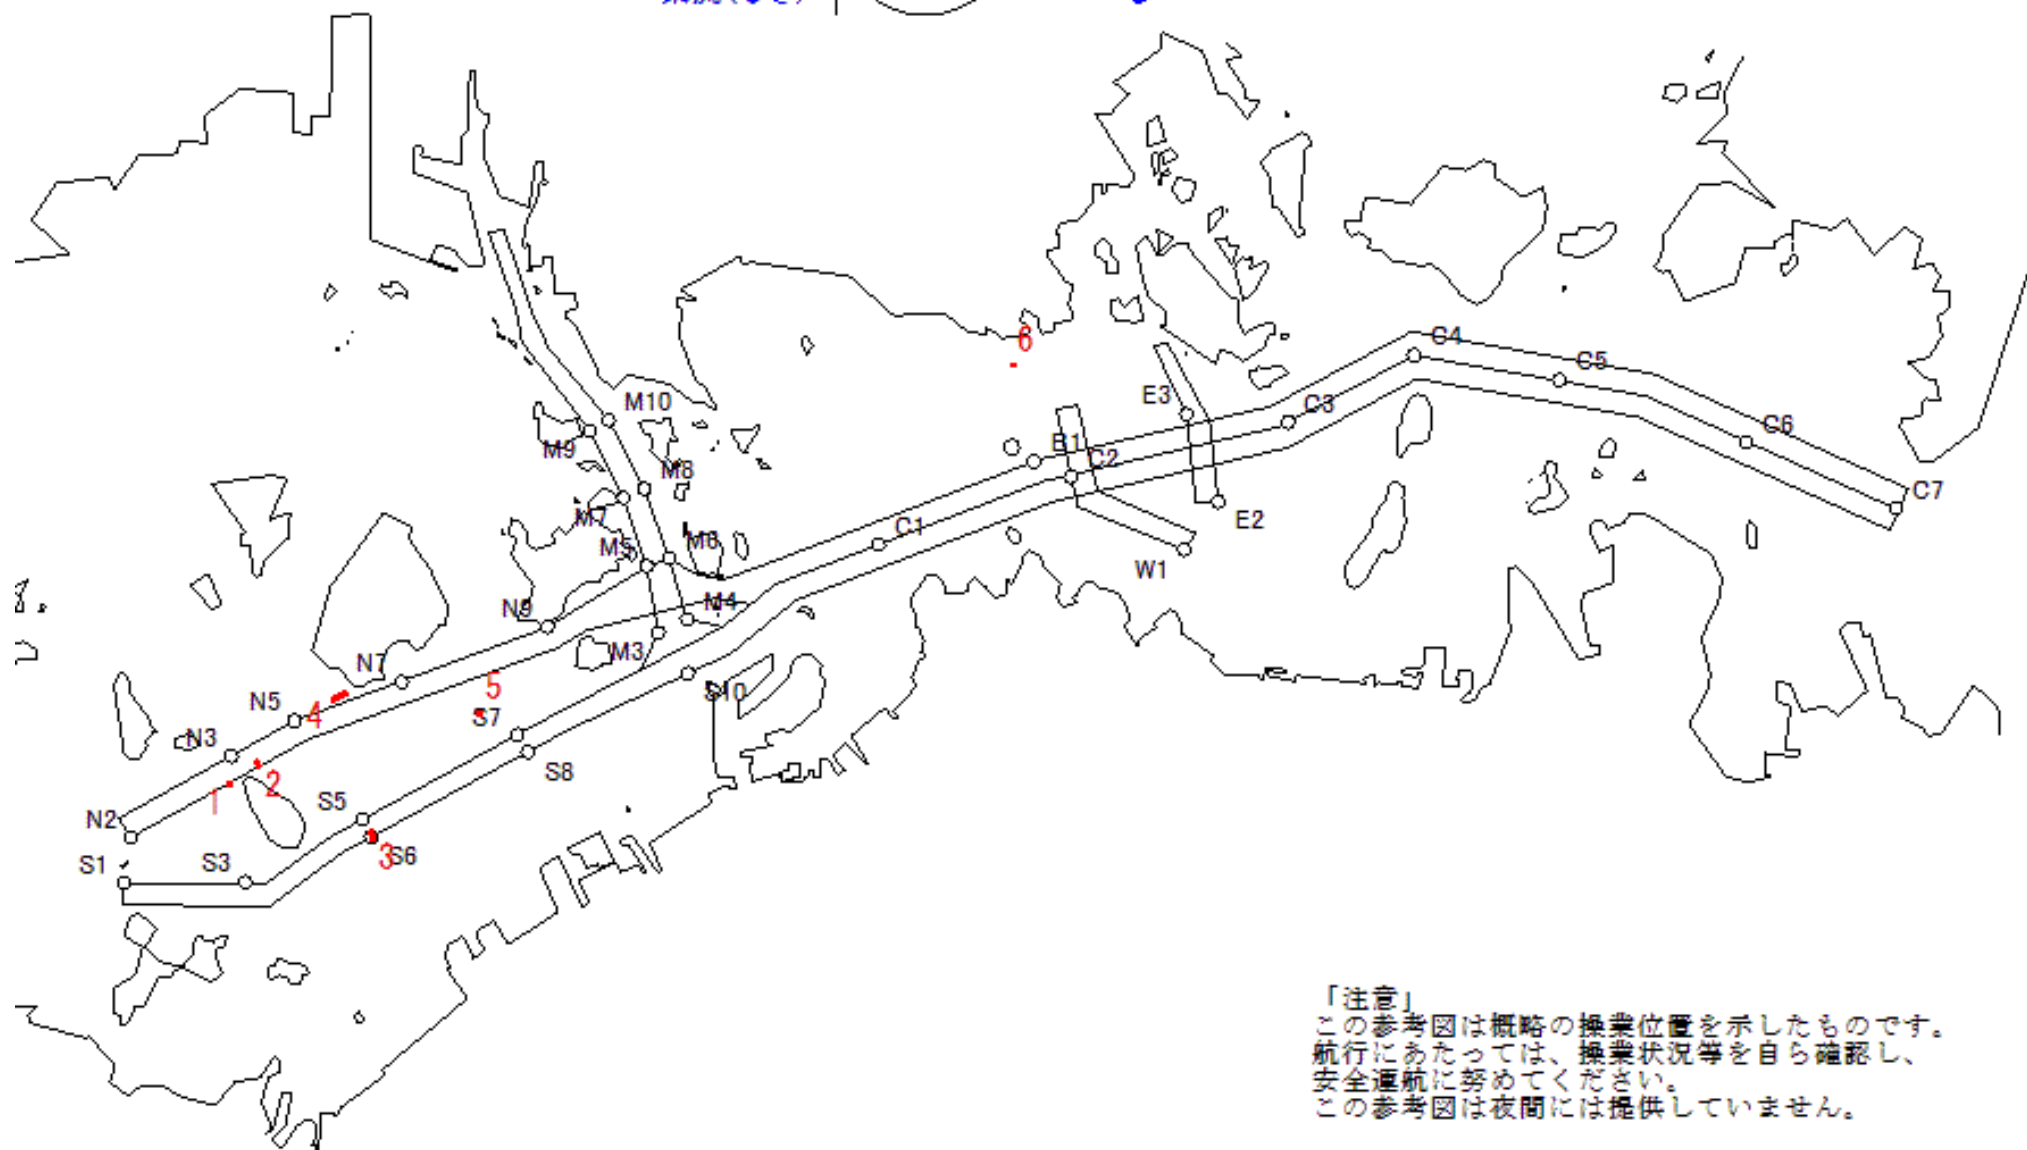 C4
C5
6
E3
M10
C3
C6
M9
B1
C2
M8
C7
M7
E2
C1
M5
M6
W1
N9
M4
M3
N7
5
S10
N5
4
S7
N3
S8
2
1
S5
N2
3
S6
S1
S3
「注意」
この参考図は概略の操業位置を示したものです。
航行にあたっては、操業状況等を自ら確認し、
安全運航に努めてください。
この参考図は夜間には提供していません。